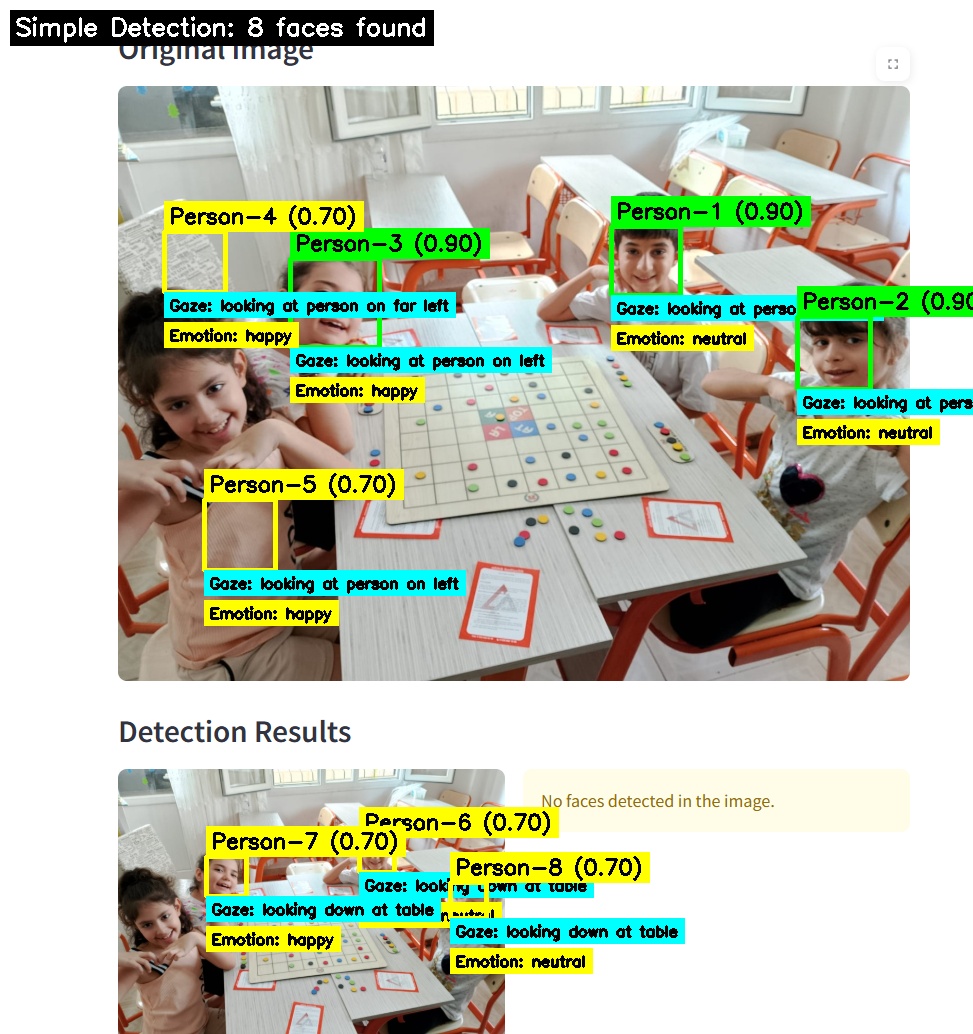 Simple Detection: 8 faces found
Original Image
Person-4 (0.70)
Person-1 (0.90)
Person-3 (0.90)
Gaze: looking at person on far left
Gaze: looking at perso
Person-2 (0.90
Emotion: happy
Emotion: neutral
Gaze: looking at person on left
Emotion: happy
Gaze: looking at pers
Emotion: neutral
Person-5 (0.70)
Gaze: looking at person on left
Emotion: happy
Detection Results
No faces detected in the image.
Person-6 (0.70)
Person-7 (0.70)
Person-8 (0.70)
Gaze: looking down at table
Gaze: looking down at table
Gaze: looking down at table
Emotion: happy
Emotion: neutral